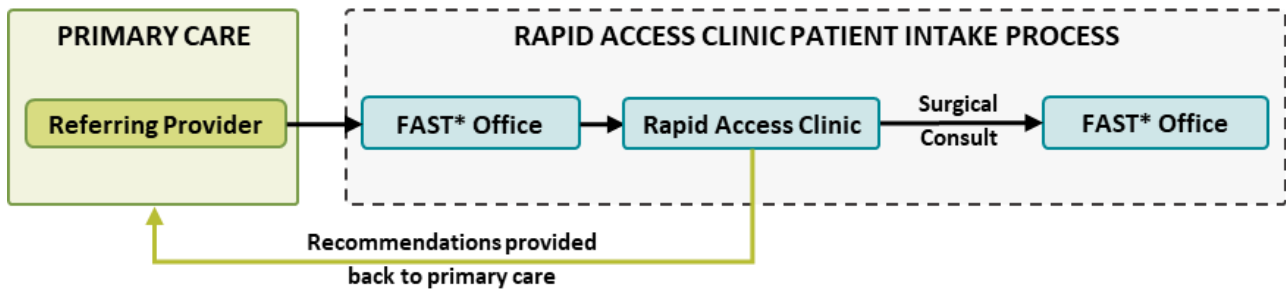 PRIMARY CARE
Referring Provider
RAPID ACCESS CLINIC PATIENT INTAKE PROCESS
FAST* Office
Rapid Access Clinic
Surgical
Consult
FAST* Office
Recommendations provided
back to primary care